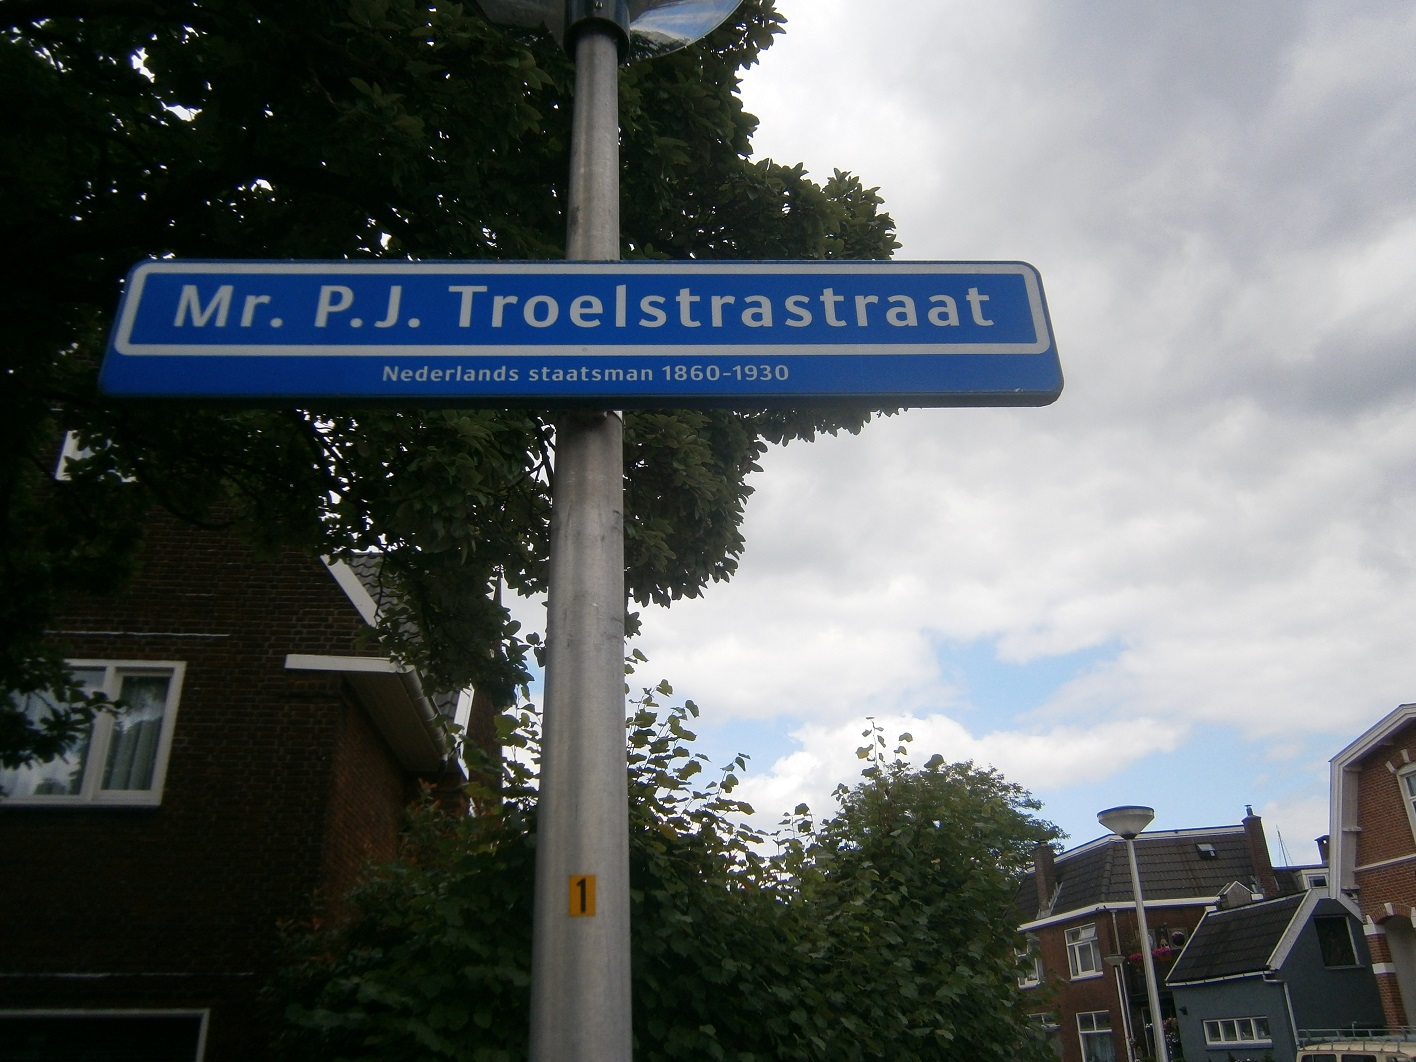 Mr. P.J. Troelstrastraat
Nederlands staatsman 1860-1930
1